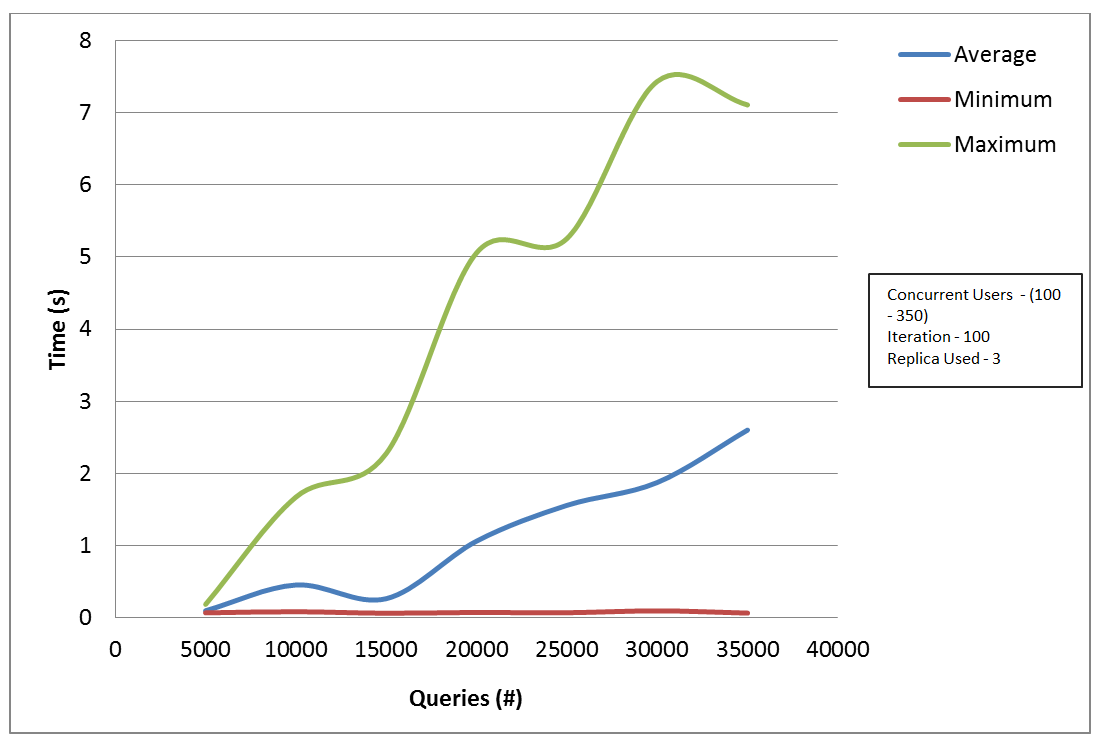 8
7
6
5
4
3
2
1
0
Time (s)
0 5000 10000 15000 20000 25000 30000 35000 40000
Queries (#)
Average
Minimum
Maximum
Concurrent Users - (100
- 350)
Iteration - 100
Replica Used - 3